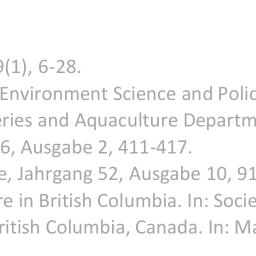 9(1), 6-28.
Environment Science and Polic
eries and Aquaculture Departm
6, Ausgabe 2, 411-417.
e, Jahrgang 52, Ausgabe 10, 91
re in British Columbia. In: Socie
ritish Columbia, Canada. In: Ma